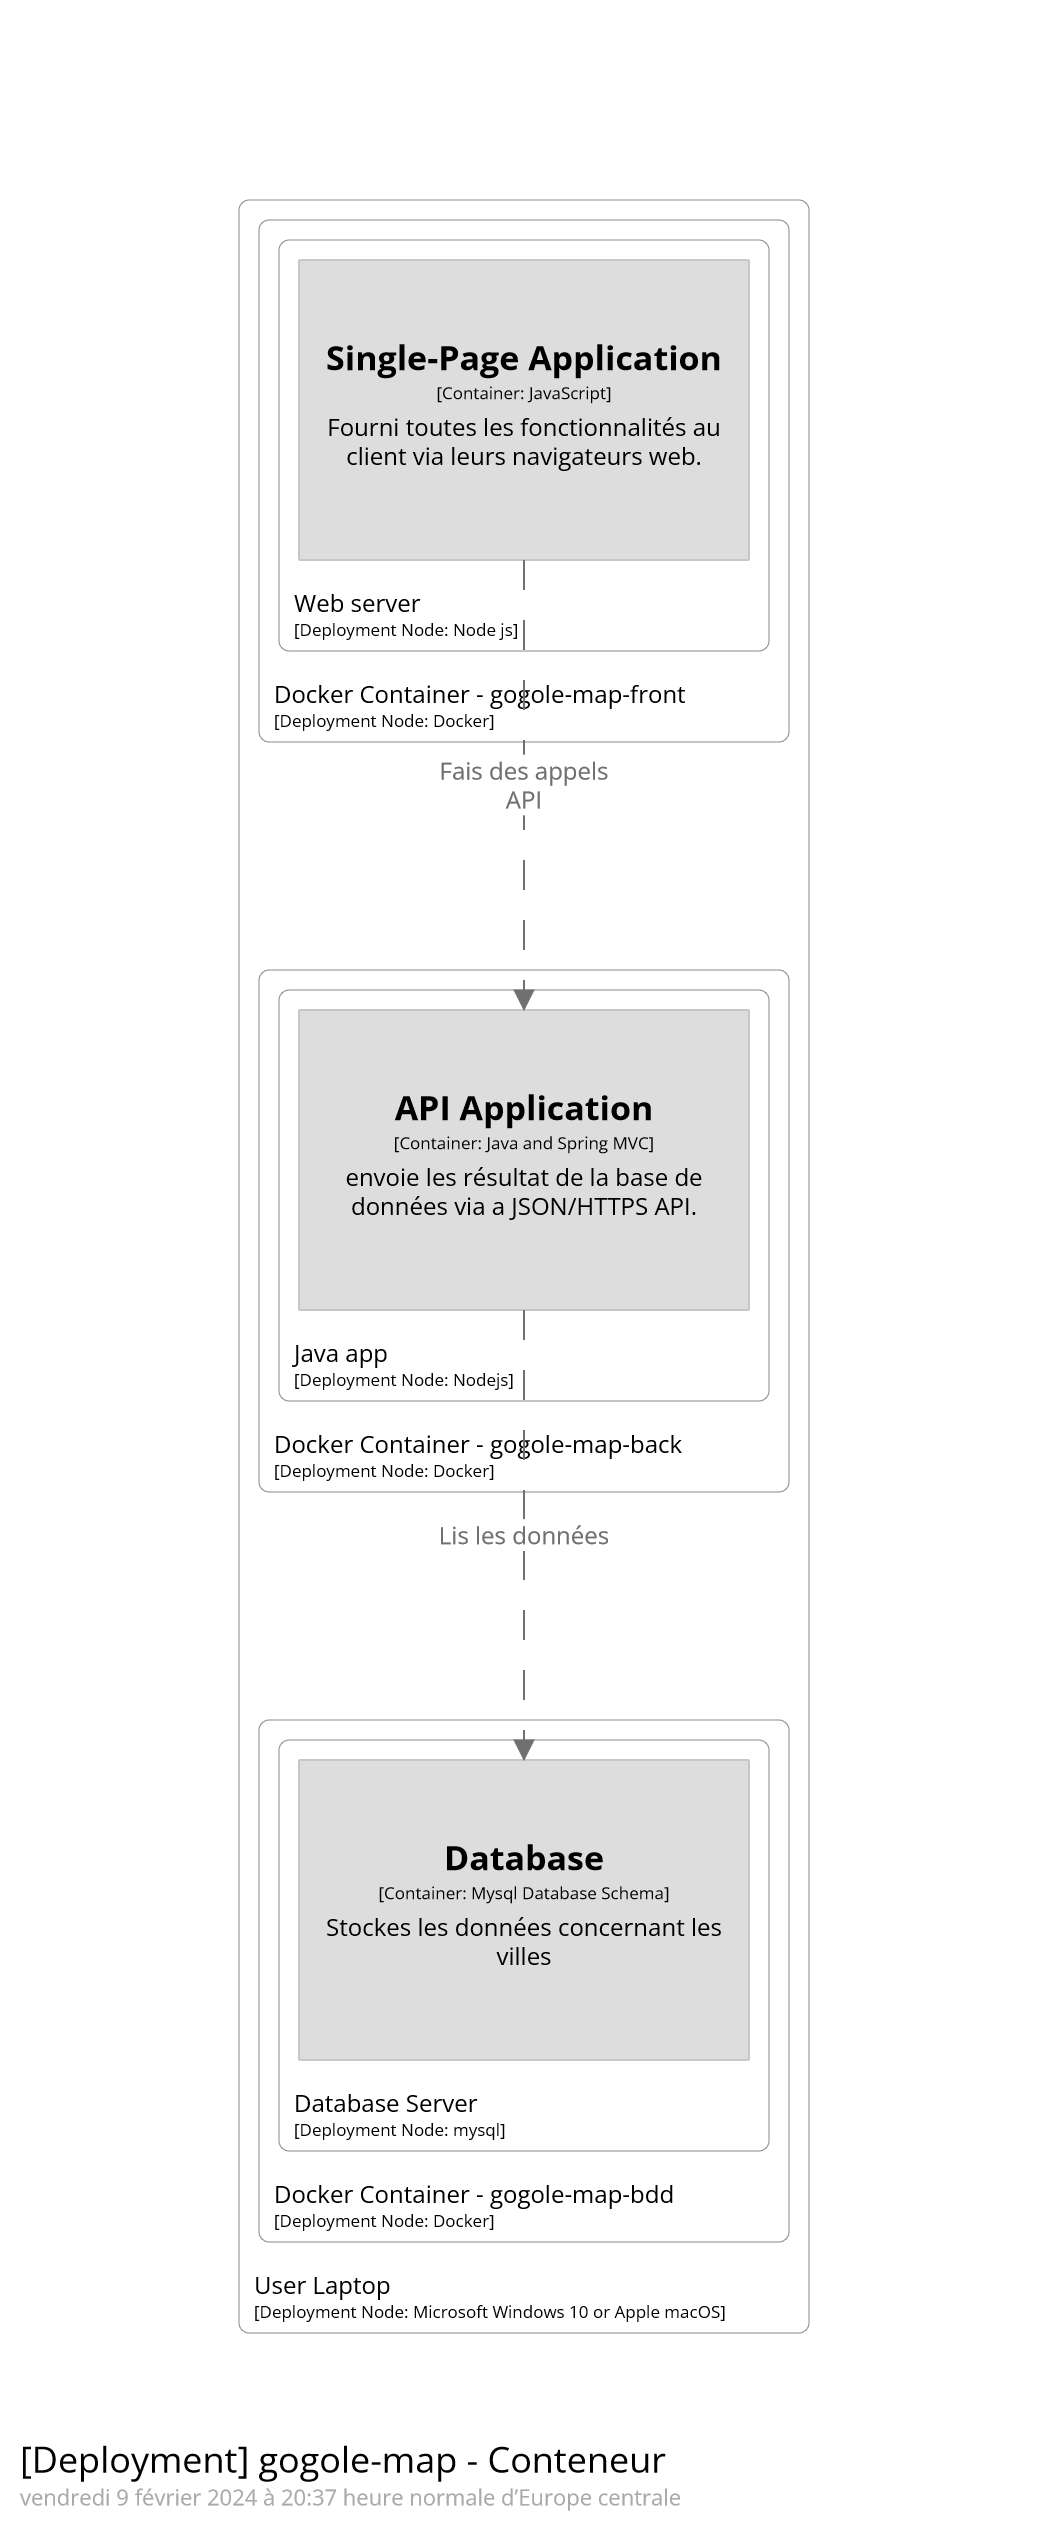 Single-Page Application
[Container: JavaScript]
Fourni toutes les fonctionnalités au
client via leurs navigateurs web.
Web server
[Deployment Node: Node js]
Docker Container - gogole-map-front
[Deployment Node: Docker]
Fais des appels
API
API Application
[Container: Java and Spring MVC]
envoie les résultat de la base de
données via a JSON/HTTPS API.
Java app
[Deployment Node: Nodejs]
Docker Container - gogole-map-back
[Deployment Node: Docker]
Lis les données
Database
[Container: Mysql Database Schema]
Stockes les données concernant les
villes
Database Server
[Deployment Node: mysql]
Docker Container - gogole-map-bdd
[Deployment Node: Docker]
User Laptop
[Deployment Node: Microsoft Windows 10 or Apple macOS]
[Deployment] gogole-map - Conteneur
vendredi 9 février 2024 à 20:37 heure normale d’Europe centrale